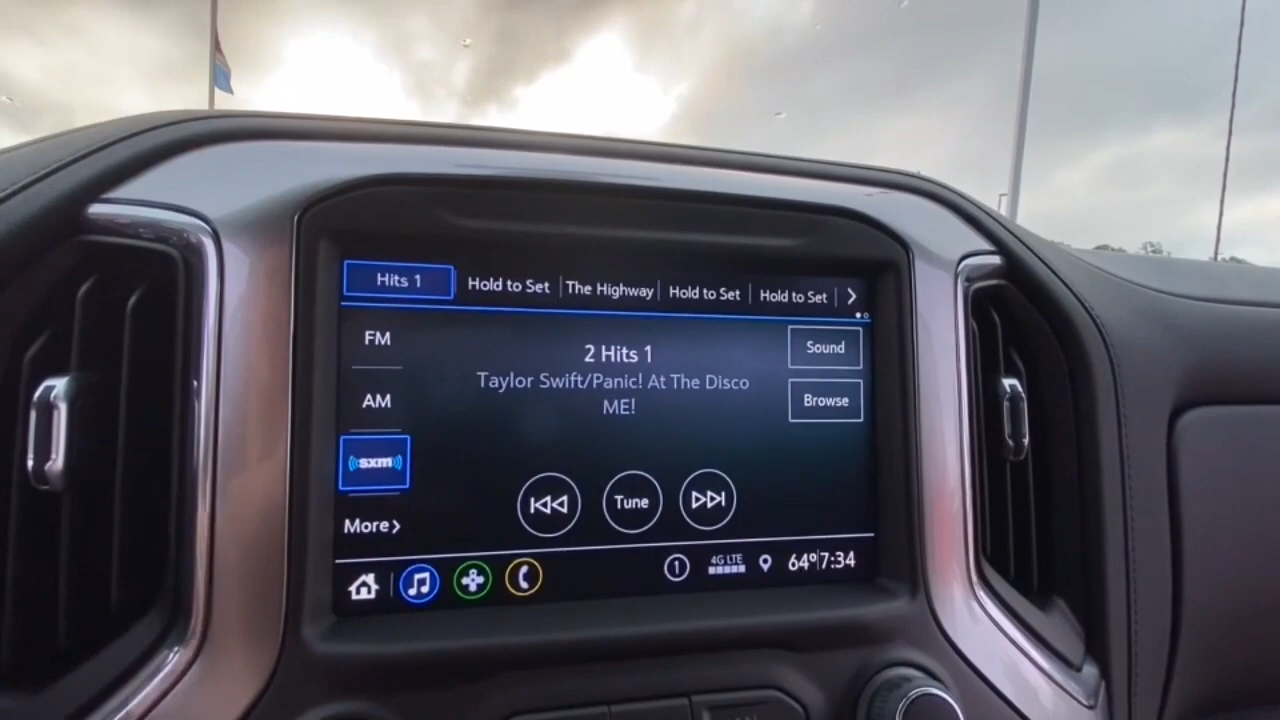 Hits 1
Hold to Set
The Highway
Hold to Set
Hold to Set
FM
AM
sxm
More
2 Hits 1
Taylor Swift/Panic! At The Disco
ME!
Sound
Browse
Tune
1
4G LTE
64° 7:34